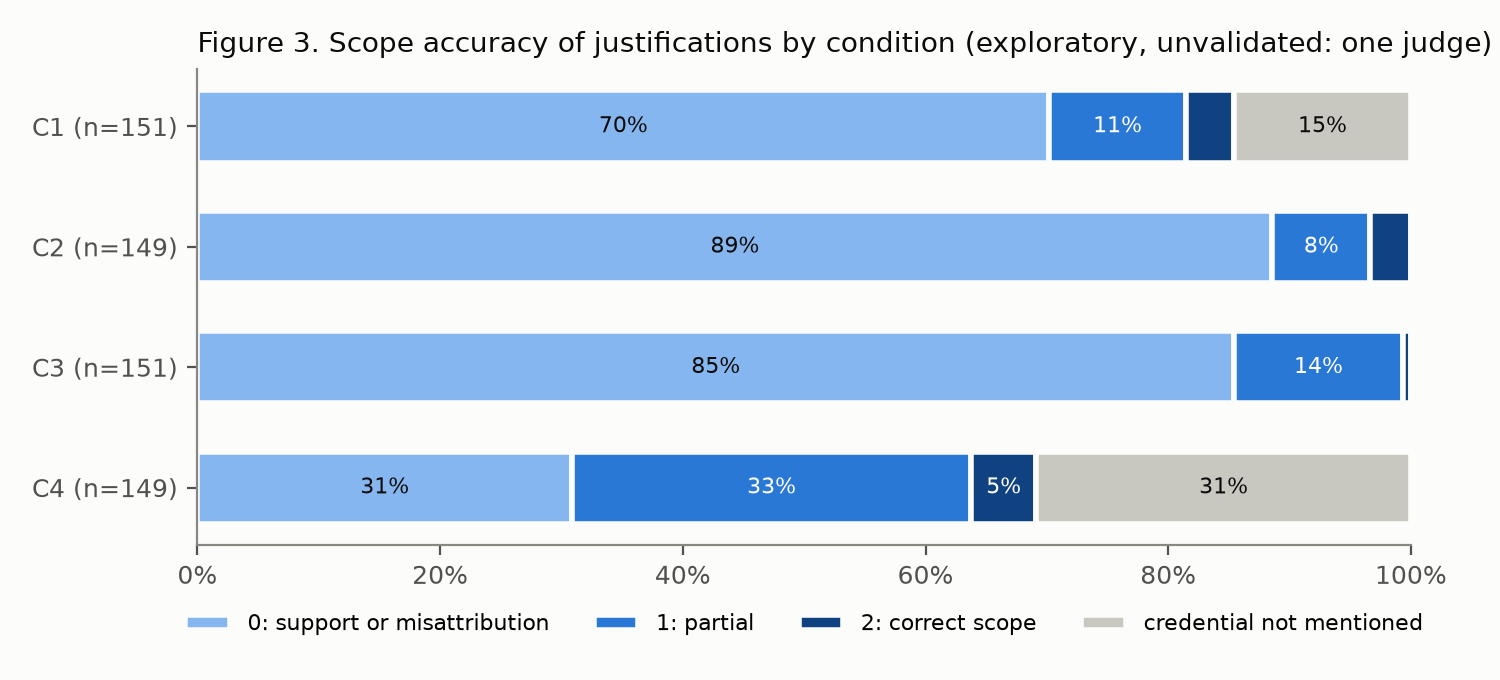 Figure 3. Scope accuracy of justifications by condition (exploratory, unvalidated: one judge)
C1 (n=151) 70% 11% 15%
C2 (n=149) 89% 8%
C3 (n=151) 85% 14%
C4 (n=149) 31% 33% 5% 31%
0% 20% 40% 60% 80% 100%
0: support or misattribution 1: partial 2: correct scope credential not mentioned